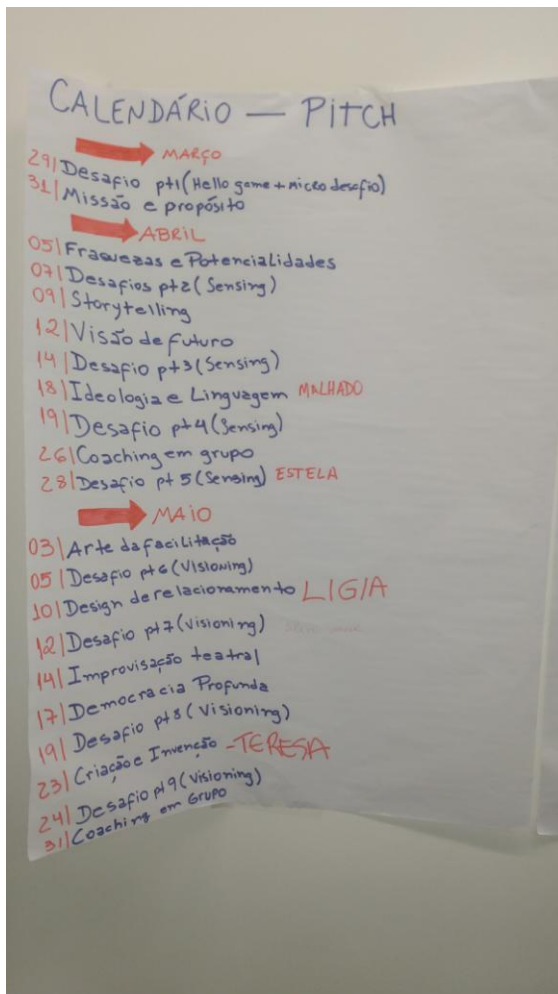 CALENDÁRIO — PITCH
MARÇO
29| Desafio pt1 (Hello game + micro desafio)
31| Missão e propósito
ABRIL
05| Fraquezas e Potencialidades
07| Desafios pt2 (Sensing)
09| Storytelling
12| Visão de futuro
14| Desafio pt3 (Sensing)
18| Ideologia e Linguagem MALHADO
19| Desafio pt4 (Sensing)
26| Coaching em grupo
28| Desafio pt 5 (Sensing) ESTELA
MAIO
03| Arte da facilitação
05| Desafio pt6 (Visioning)
10| Design de relacionamento LIGIA
12| Desafio pt7 (Visioning)
14| Improvisação teatral
17| Democracia Profunda
19| Desafio pt8 (Visioning)
23| Criação e Invenção - TERESA
24| Desafio pt9 (Visioning)
31| Coaching em Grupo